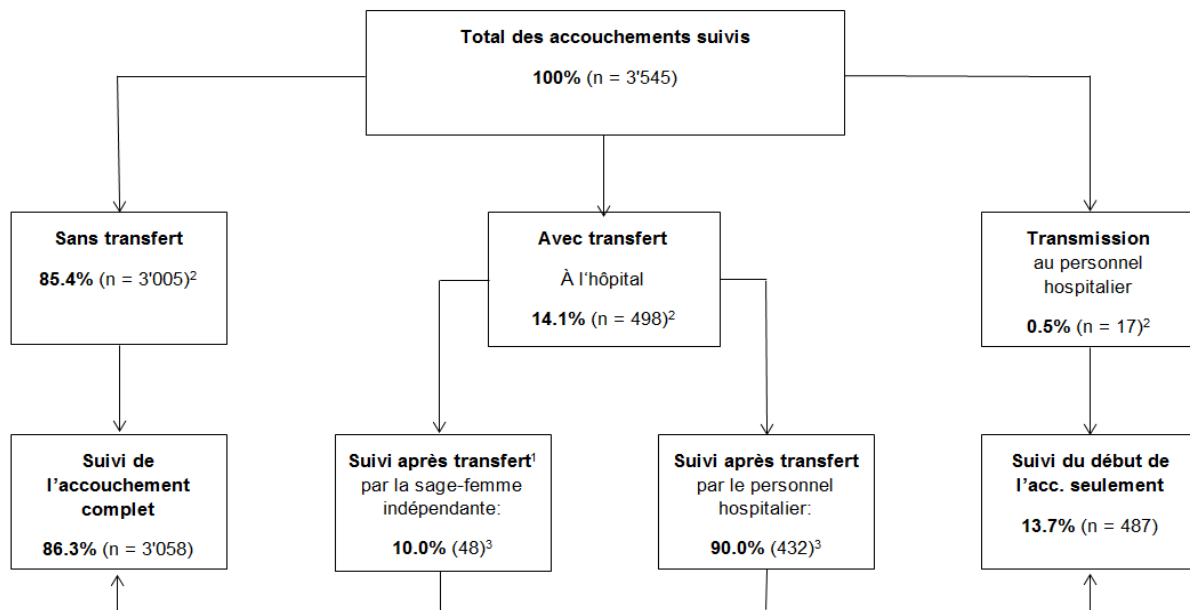 Total des accouchements suivis
100% (n = 3'545)
Sans transfert
85.4% (n = 3'005)²
Avec transfert
À l'hôpital
14.1% (n = 498)²
Transmission
au personnel
hospitalier
0.5% (n = 17)²
Suivi de
l'accouchement
complet
86.3% (n = 3'058)
Suivi après transfert¹
par la sage-femme
indépendante:
10.0% (48)³
Suivi après transfert
par le personnel
hospitalier:
90.0% (432)³
Suivi du début de
l'acc. seulement
13.7% (n = 487)